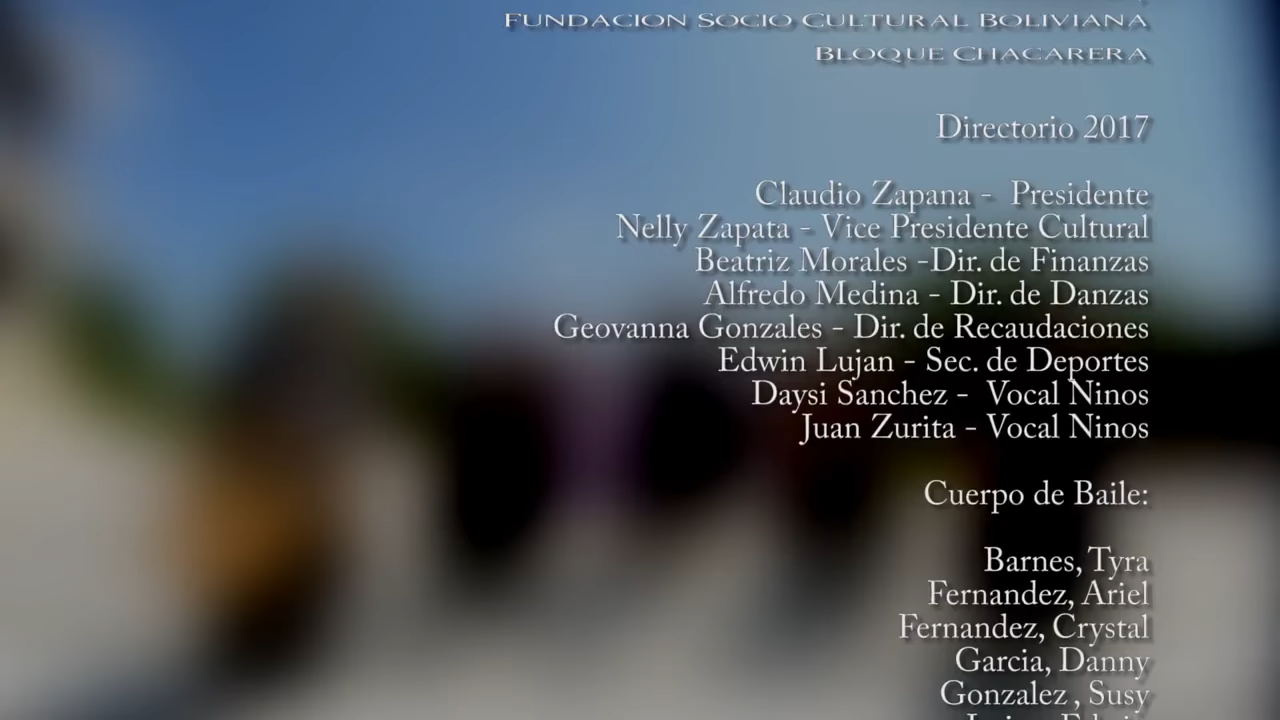 FUNDACION SOCIO CULTURAL BOLIVIANA
BLOQUE CHACARERA
Directorio 2017
Claudio Zapana -  Presidente
Nelly Zapata - Vice Presidente Cultural
Beatriz Morales -Dir. de Finanzas
Alfredo Medina - Dir. de Danzas
Geovanna Gonzales - Dir. de Recaudaciones
Edwin Lujan - Sec. de Deportes
Daysi Sanchez -  Vocal Ninos
Juan Zurita - Vocal Ninos
Cuerpo de Baile:
Barnes, Tyra
Fernandez, Ariel
Fernandez, Crystal
Garcia, Danny
Gonzalez , Susy